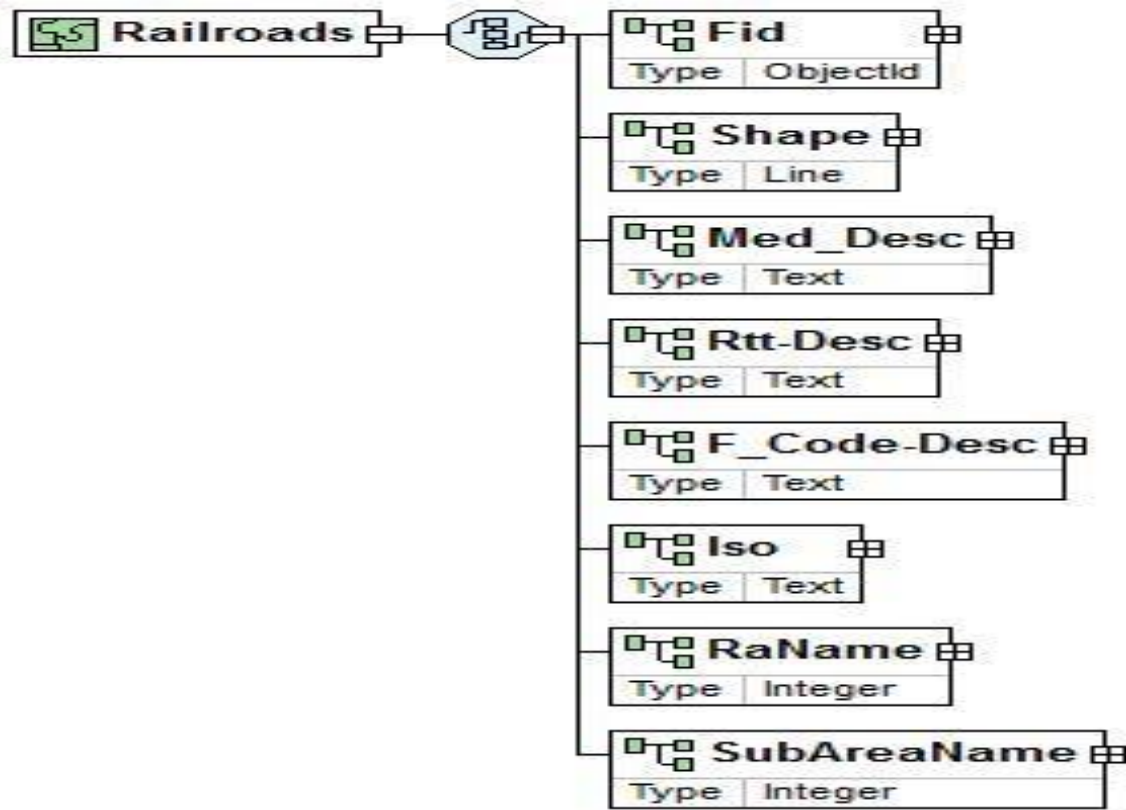 Railroads
Fid
Type ObjectId
Shape
Type Line
Med_Desc
Type Text
Rtt-Desc
Type Text
F_Code-Desc
Type Text
Iso
Type Text
RaName
Type Integer
SubAreaName
Type Integer